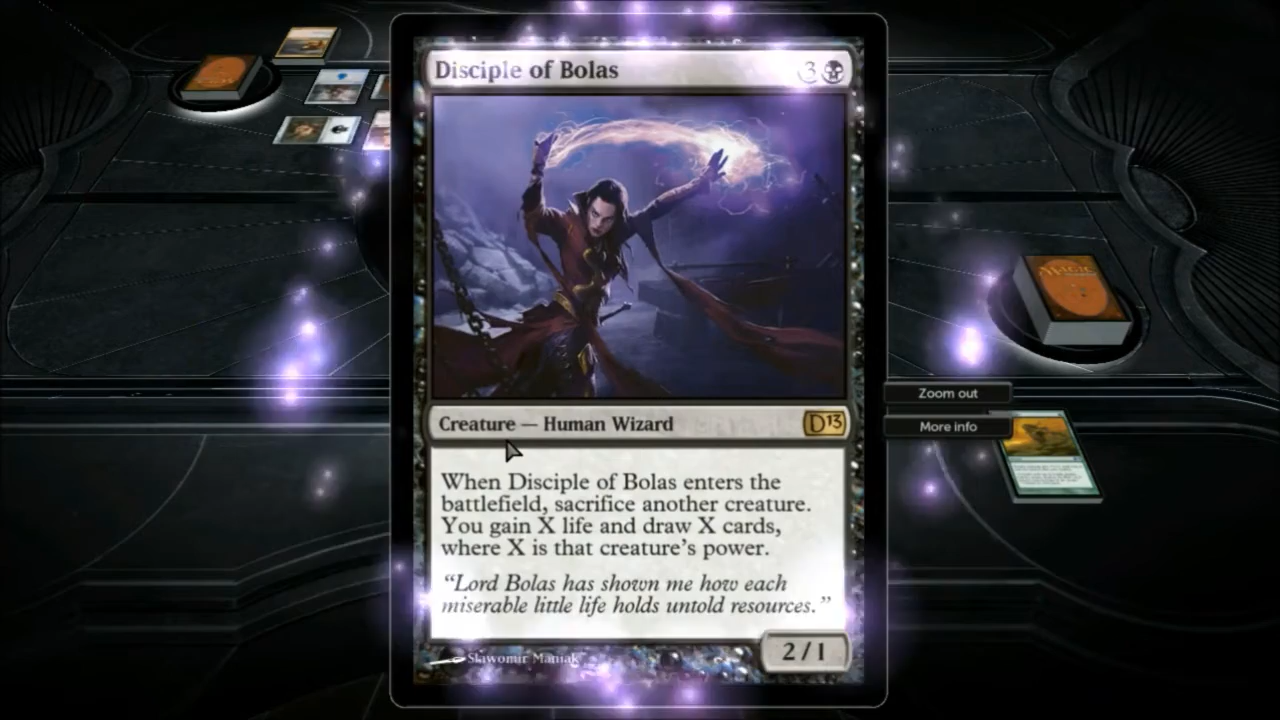 Disciple of Bolas 3
Creature — Human Wizard D13
When Disciple of Bolas enters the
battlefield, sacrifice another creature.
You gain X life and draw X cards,
where X is that creature's power.
“Lord Bolas has shown me how each
miserable little life holds untold resources.”
2/1
Slawomir Maniak
Zoom out
More info
MAGIC